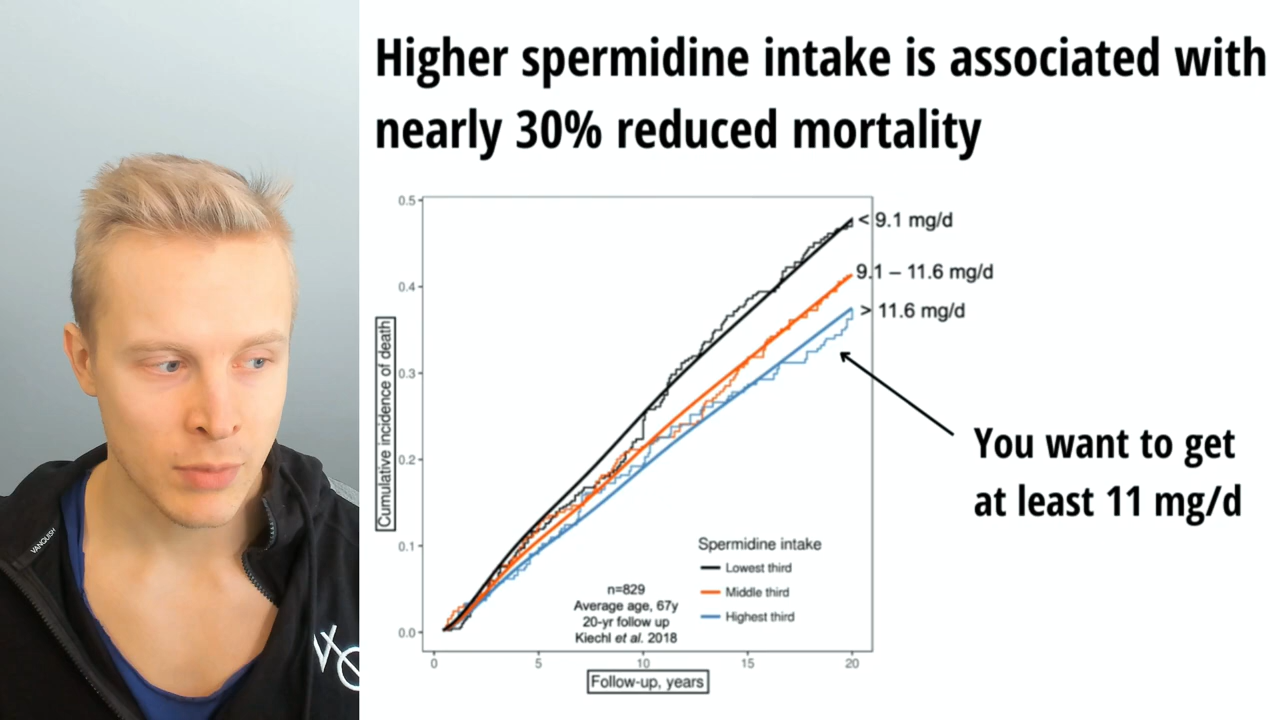 Higher spermidine intake is associated with
nearly 30% reduced mortality
0.5
0.4
0.3
0.2
0.1
0.0
Cumulative incidence of death
< 9.1 mg/d
9.1 – 11.6 mg/d
> 11.6 mg/d
You want to get
at least 11 mg/d
Spermidine intake
Lowest third
Middle third
Highest third
n=829
Average age, 67y
20-yr follow up
Kiechl et al. 2018
0
5
10
15
20
Follow-up, years
VANQUISH